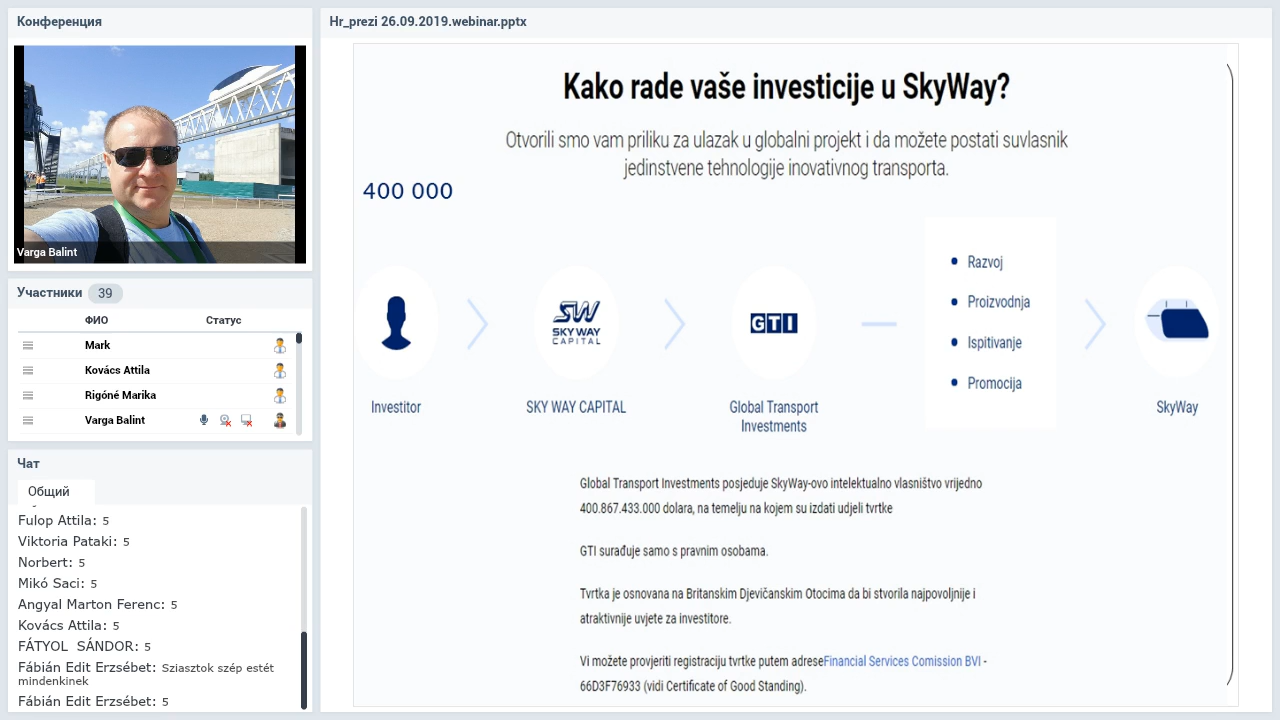 Конференция
Varga Balint
Участники 39
ФИО Статус
Mark
Kovács Attila
Rigóné Marika
Varga Balint
Чат
Общий
Fulop Attila: 5
Viktoria Pataki: 5
Norbert: 5
Mikó Saci: 5
Angyal Marton Ferenc: 5
Kovács Attila: 5
FÁTYOL SÁNDOR: 5
Fábián Edit Erzsébet: Sziasztok szép estét
mindenkinek
Fábián Edit Erzsébet: 5
Hr_prezi 26.09.2019.webinar.pptx
Kako rade vaše investicije u SkyWay?
Otvorili smo vam priliku za ulazak u globalni projekt i da možete postati suvlasnik
jedinstvene tehnologije inovativnog transporta.
400 000
SW
SKY WAY
CAPITAL
GTI
Razvoj
Proizvodnja
Ispitivanje
Promocija
Investitor
SKY WAY CAPITAL
Global Transport
Investments
SkyWay
Global Transport Investments posjeduje SkyWay-ovo intelektualno vlasništvo vrijedno
400.867.433.000 dolara, na temelju na kojem su izdati udjeli tvrtke
GTI surađuje samo s pravnim osobama.
Tvrtka je osnovana na Britanskim Djevičanskim Otocima da bi stvorila najpovoljnije i
atraktivnije uvjete za investitore.
Vi možete provjeriti registraciju tvrtke putem adreseFinancial Services Comission BVI -
66D3F76933 (vidi Certificate of Good Standing).